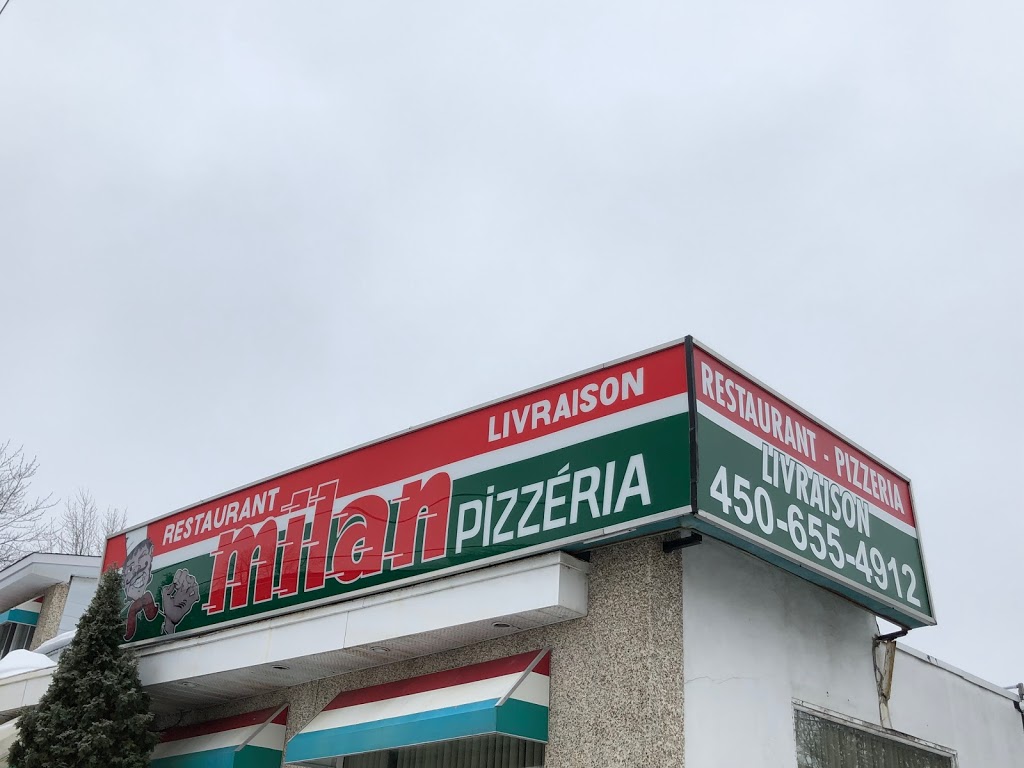 LIVRAISON
RESTAURANT
milan PIZZÉRIA
RESTAURANT - PIZZERIA
LIVRAISON
450-655-4912